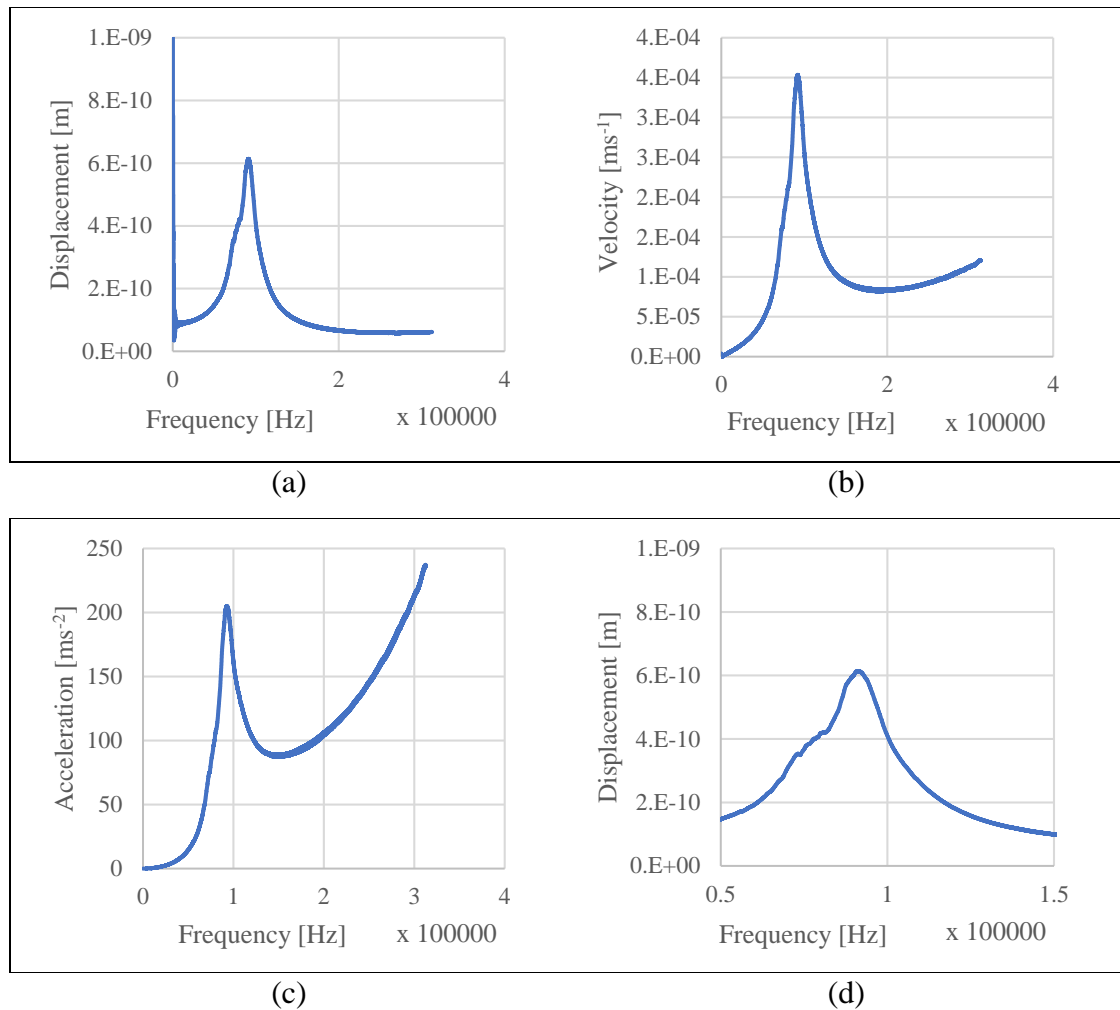 1.E-09
8.E-10
6.E-10
4.E-10
2.E-10
0.E+00
Displacement [m]
0 2 4
Frequency [Hz] x 100000
(a)
4.E-04
4.E-04
3.E-04
3.E-04
2.E-04
2.E-04
1.E-04
5.E-05
0.E+00
Velocity [ms-1]
0 2 4
Frequency [Hz] x 100000
(b)
250
200
150
100
50
0
Acceleration [ms-2]
0 1 2 3 4
Frequency [Hz] x 100000
(c)
1.E-09
8.E-10
6.E-10
4.E-10
2.E-10
0.E+00
Displacement [m]
0.5 1 1.5
Frequency [Hz] x 100000
(d)